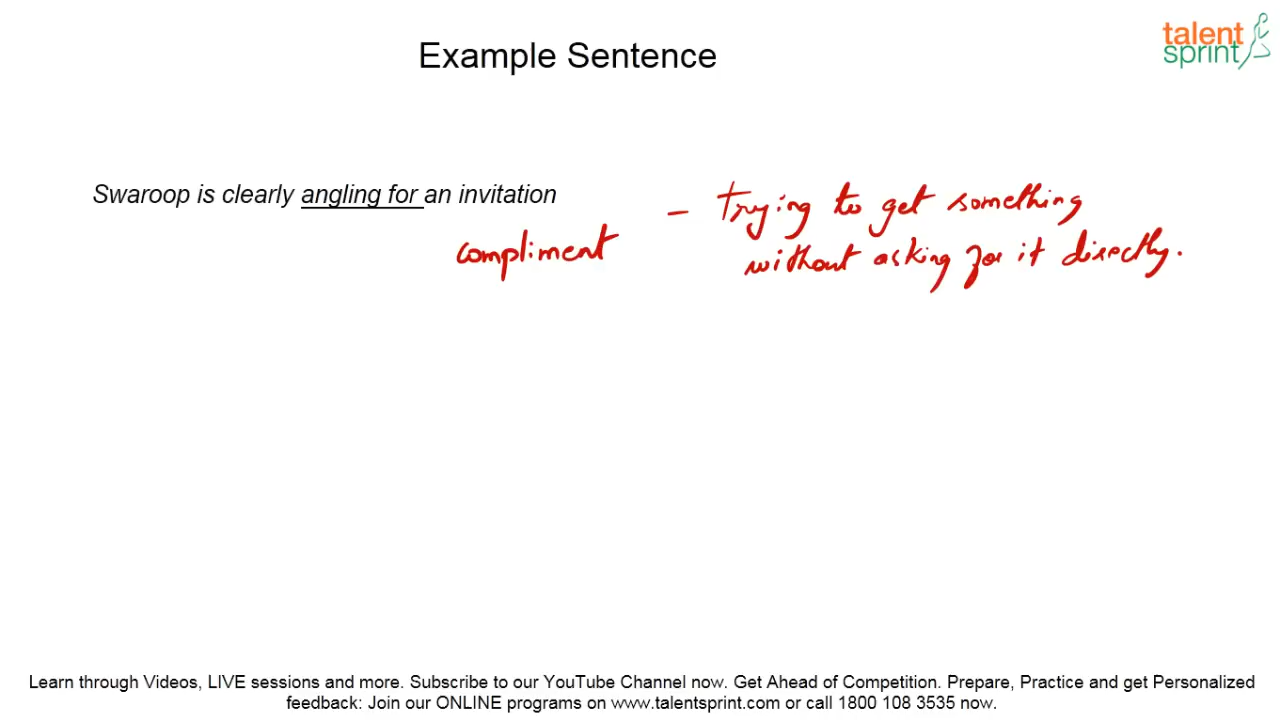 talent
sprint
Example Sentence
Swaroop is clearly angling for an invitation
compliment
- Trying to get something
without asking for it directly.
Learn through Videos, LIVE sessions and more. Subscribe to our YouTube Channel now. Get Ahead of Competition. Prepare, Practice and get Personalized
feedback: Join our ONLINE programs on www.talentsprint.com or call 1800 108 3535 now.